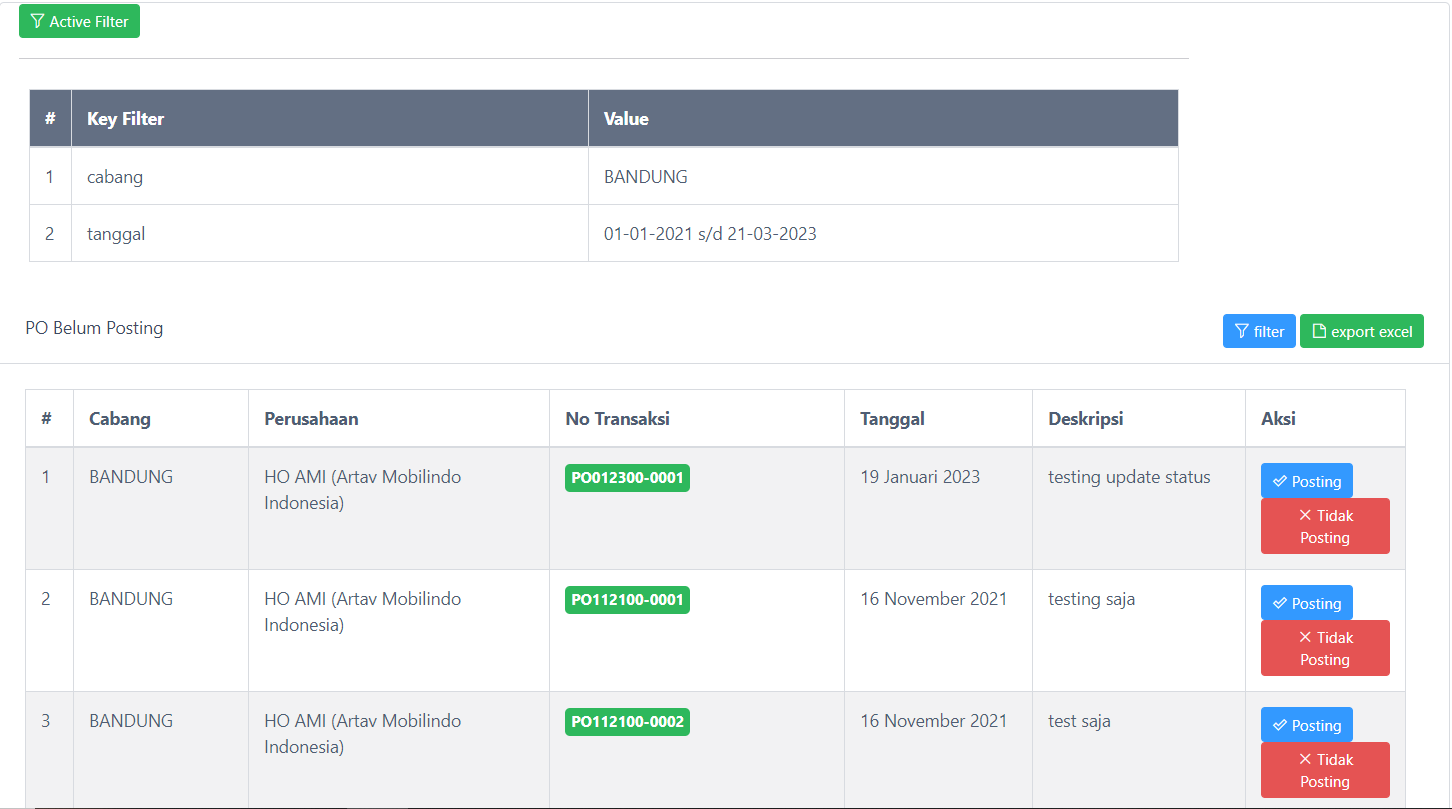 Active Filter
# Key Filter Value
1 cabang BANDUNG
2 tanggal 01-01-2021 s/d 21-03-2023
PO Belum Posting filter export excel
# Cabang Perusahaan No Transaksi Tanggal Deskripsi Aksi
1 BANDUNG HO AMI (Artav Mobilindo PO012300-0001 19 Januari 2023 testing update status Posting
Indonesia) Tidak
Posting
2 BANDUNG HO AMI (Artav Mobilindo PO112100-0001 16 November 2021 testing saja Posting
Indonesia) Tidak
Posting
3 BANDUNG HO AMI (Artav Mobilindo PO112100-0002 16 November 2021 test saja Posting
Indonesia) Tidak
Posting